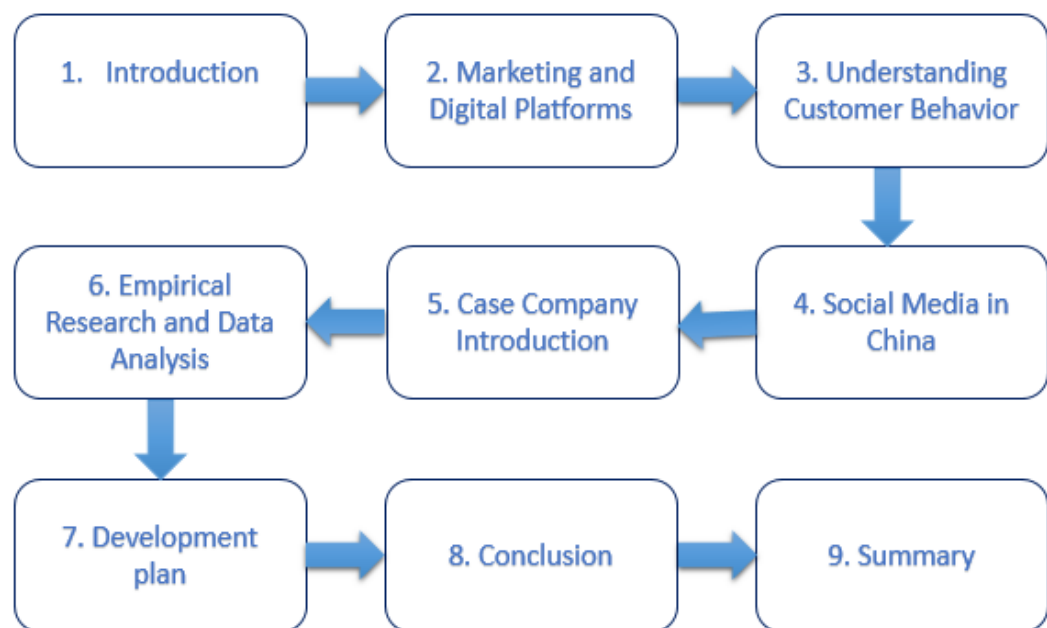 1. Introduction
2. Marketing and
Digital Platforms
3. Understanding
Customer Behavior
4. Social Media in
China
5. Case Company
Introduction
6. Empirical
Research and Data
Analysis
7. Development
plan
8. Conclusion
9. Summary